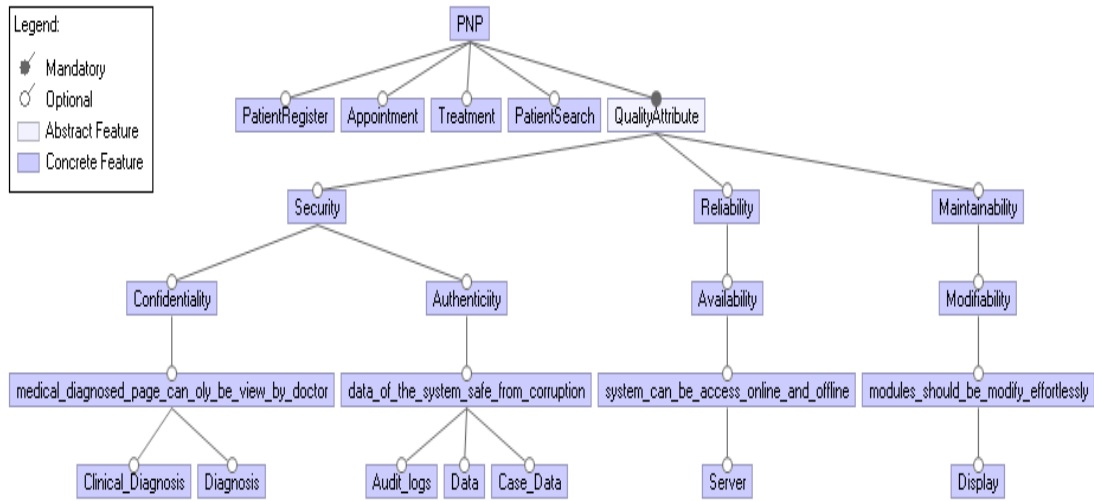 Legend:
Mandatory
Optional
Abstract Feature
Concrete Feature
PNP
PatientRegister
Appointment
Treatment
PatientSearch
QualityAttribute
Security
Reliability
Maintainability
Confidentiality
Authenticiity
Availability
Modifiability
medical_diagnosed_page_can_oly_be_view_by_doctor
data_of_the_system_safe_from_corruption
system_can_be_access_online_and_offline
modules_should_be_modify_effortlessly
Clinical_Diagnosis
Diagnosis
Audit_logs
Data
Case_Data
Server
Display